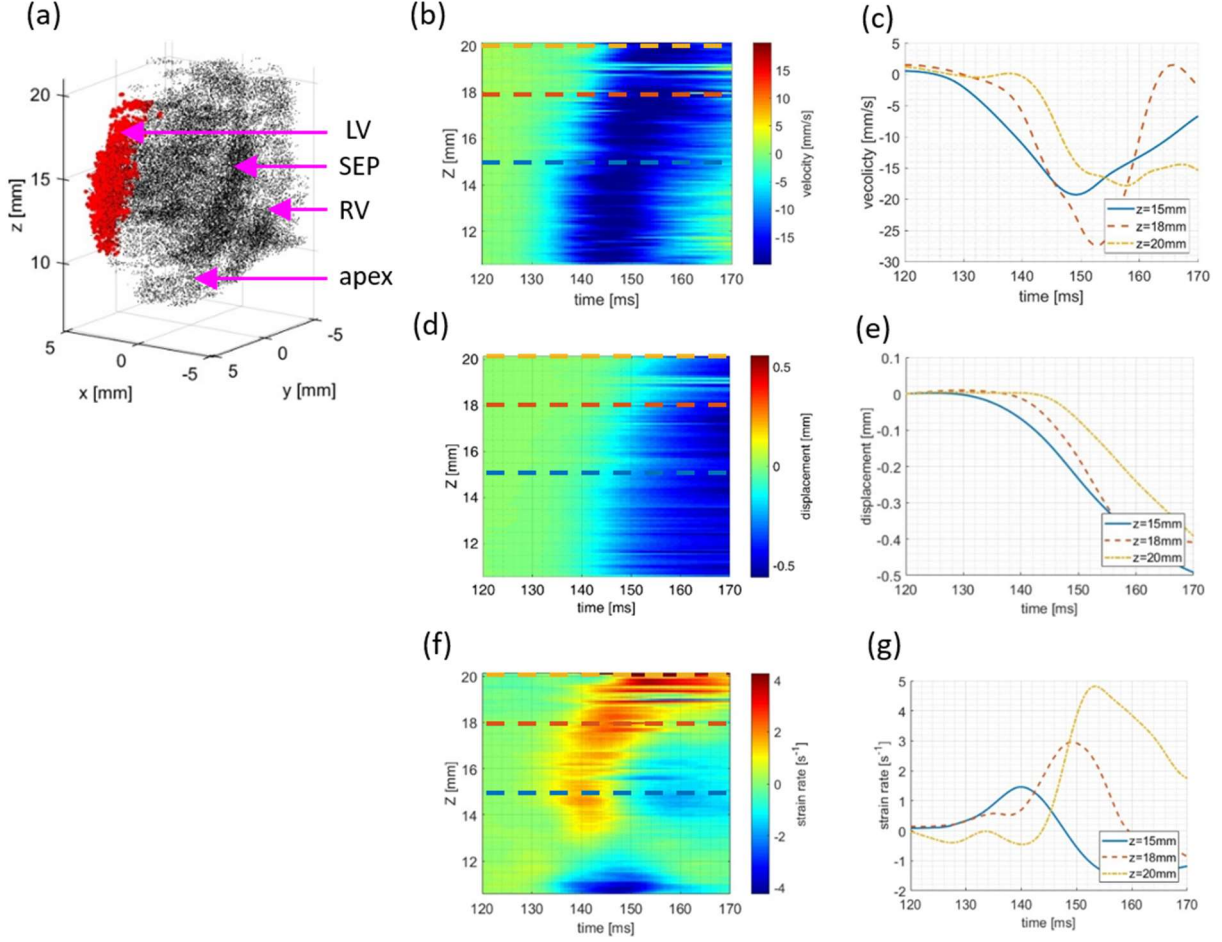 (a)
20
15
10
z [mm]
5
0
-5
x [mm]
5
0
-5
y [mm]
LV
SEP
RV
apex
(b)
20
18
16
14
12
Z [mm]
120 130 140 150 160 170
time [ms]
15
10
5
0
-5
-10
-15
velocity [mm/s]
(c)
5
0
-5
-10
-15
-20
-25
-30
vecolicty [mm/s]
120 130 140 150 160 170
time [ms]
z=15mm
z=18mm
z=20mm
(d)
20
18
16
14
12
Z [mm]
120 130 140 150 160 170
time [ms]
0.5
0
-0.5
displacement [mm]
(e)
0.1
0
-0.1
-0.2
-0.3
-0.4
-0.5
displacement [mm]
120 130 140 150 160 170
time [ms]
z=15mm
z=18mm
z=20mm
(f)
20
18
16
14
12
Z [mm]
120 130 140 150 160 170
time [ms]
4
2
0
-2
-4
strain rate [s⁻¹]
(g)
5
4
3
2
1
0
-1
-2
strain rate [s⁻¹]
120 130 140 150 160 170
time [ms]
z=15mm
z=18mm
z=20mm